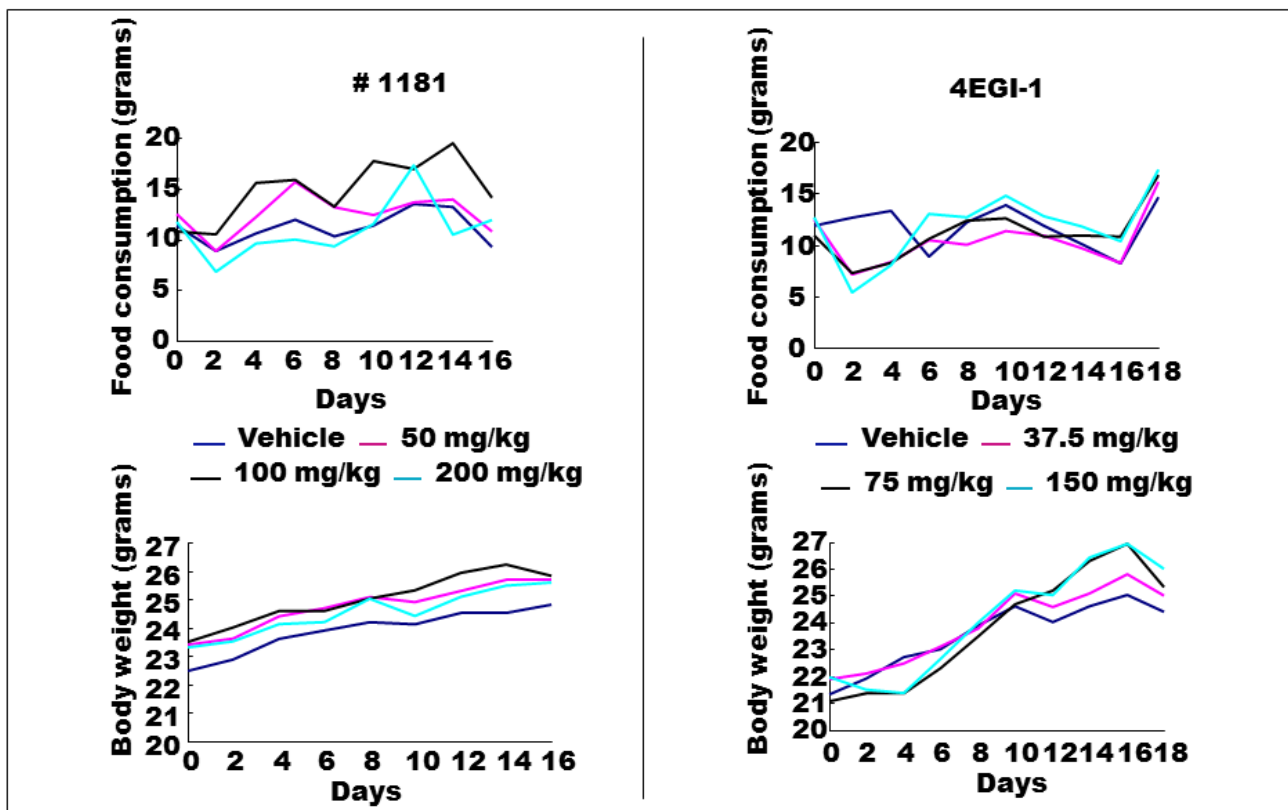 # 1181
Food consumption (grams)
20
15
10
5
0
0 2 4 6 8 10 12 14 16
Days
Vehicle 50 mg/kg
100 mg/kg 200 mg/kg
Body weight (grams)
27
26
25
24
23
22
21
20
0 2 4 6 8 10 12 14 16
Days
4EGI-1
Food consumption (grams)
20
15
10
5
0
0 2 4 6 8 10 12 14 16 18
Days
Vehicle 37.5 mg/kg
75 mg/kg 150 mg/kg
Body weight (grams)
27
26
25
24
23
22
21
20
0 2 4 6 8 10 12 14 16 18
Days